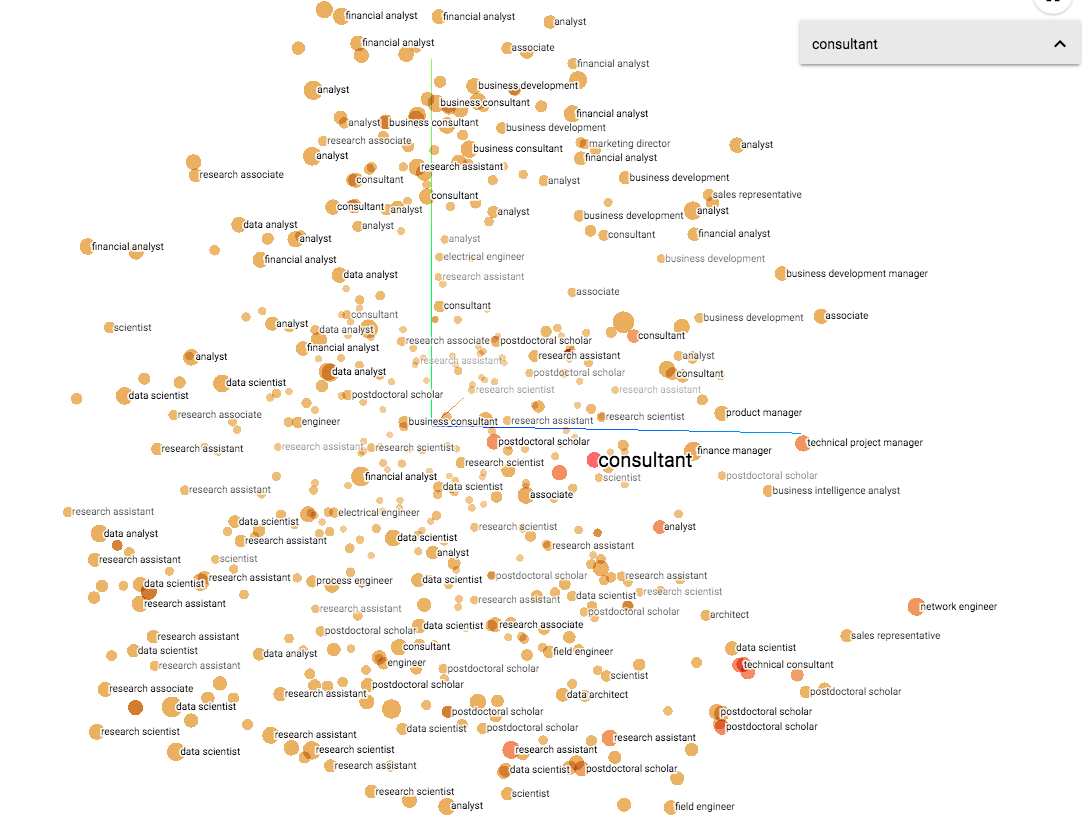 financial analyst
financial analyst
analyst
financial analyst
associate
consultant
financial analyst
business development
analyst
business consultant
financial analyst
analyst
business consultant
business development
research associate
marketing director
analyst
business consultant
financial analyst
analyst
research assistant
research associate
consultant
analyst
business development
consultant
sales representative
consultant
analyst
analyst
business development
analyst
data analyst
analyst
consultant
financial analyst
analyst
analyst
financial analyst
electrical engineer
financial analyst
business development
data analyst
research assistant
business development manager
associate
consultant
consultant
business development
associate
scientist
analyst
data analyst
consultant
research associate
postdoctoral scholar
financial analyst
analyst
research assistant
research assistant
analyst
data analyst
postdoctoral scholar
consultant
data scientist
research scientist
research assistant
data scientist
postdoctoral scholar
research associate
product manager
engineer
business consultant
research assistant
research scientist
postdoctoral scholar
technical project manager
research assistant
research assistant
research scientist
finance manager
consultant
research scientist
financial analyst
scientist
postdoctoral scholar
research assistant
data scientist
associate
business intelligence analyst
research assistant
electrical engineer
data scientist
research scientist
analyst
data analyst
research assistant
data scientist
research assistant
analyst
research assistant
scientist
data scientist
research assistant
process engineer
data scientist
postdoctoral scholar
research assistant
research assistant
research assistant
research assistant
data scientist
research scientist
postdoctoral scholar
network engineer
architect
postdoctoral scholar
data scientist
research associate
research assistant
sales representative
data scientist
data analyst
consultant
field engineer
data scientist
research assistant
engineer
postdoctoral scholar
scientist
technical consultant
research associate
research assistant
postdoctoral scholar
data architect
postdoctoral scholar
data scientist
postdoctoral scholar
postdoctoral scholar
research scientist
research assistant
data scientist
postdoctoral scholar
postdoctoral scholar
research assistant
data scientist
research scientist
research assistant
research assistant
data scientist
postdoctoral scholar
research scientist
analyst
scientist
field engineer